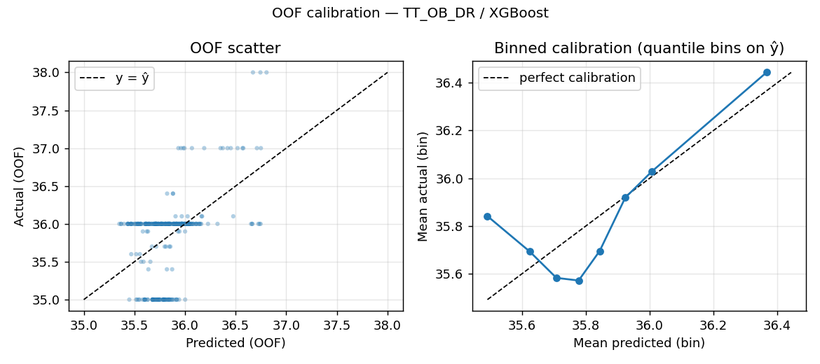 OOF calibration — TT_OB_DR / XGBoost
OOF scatter
y = ŷ
Actual (OOF)
38.0
37.5
37.0
36.5
36.0
35.5
35.0
35.0 35.5 36.0 36.5 37.0 37.5 38.0
Predicted (OOF)
Binned calibration (quantile bins on ŷ)
perfect calibration
Mean actual (bin)
36.4
36.2
36.0
35.8
35.6
35.6 35.8 36.0 36.2 36.4
Mean predicted (bin)